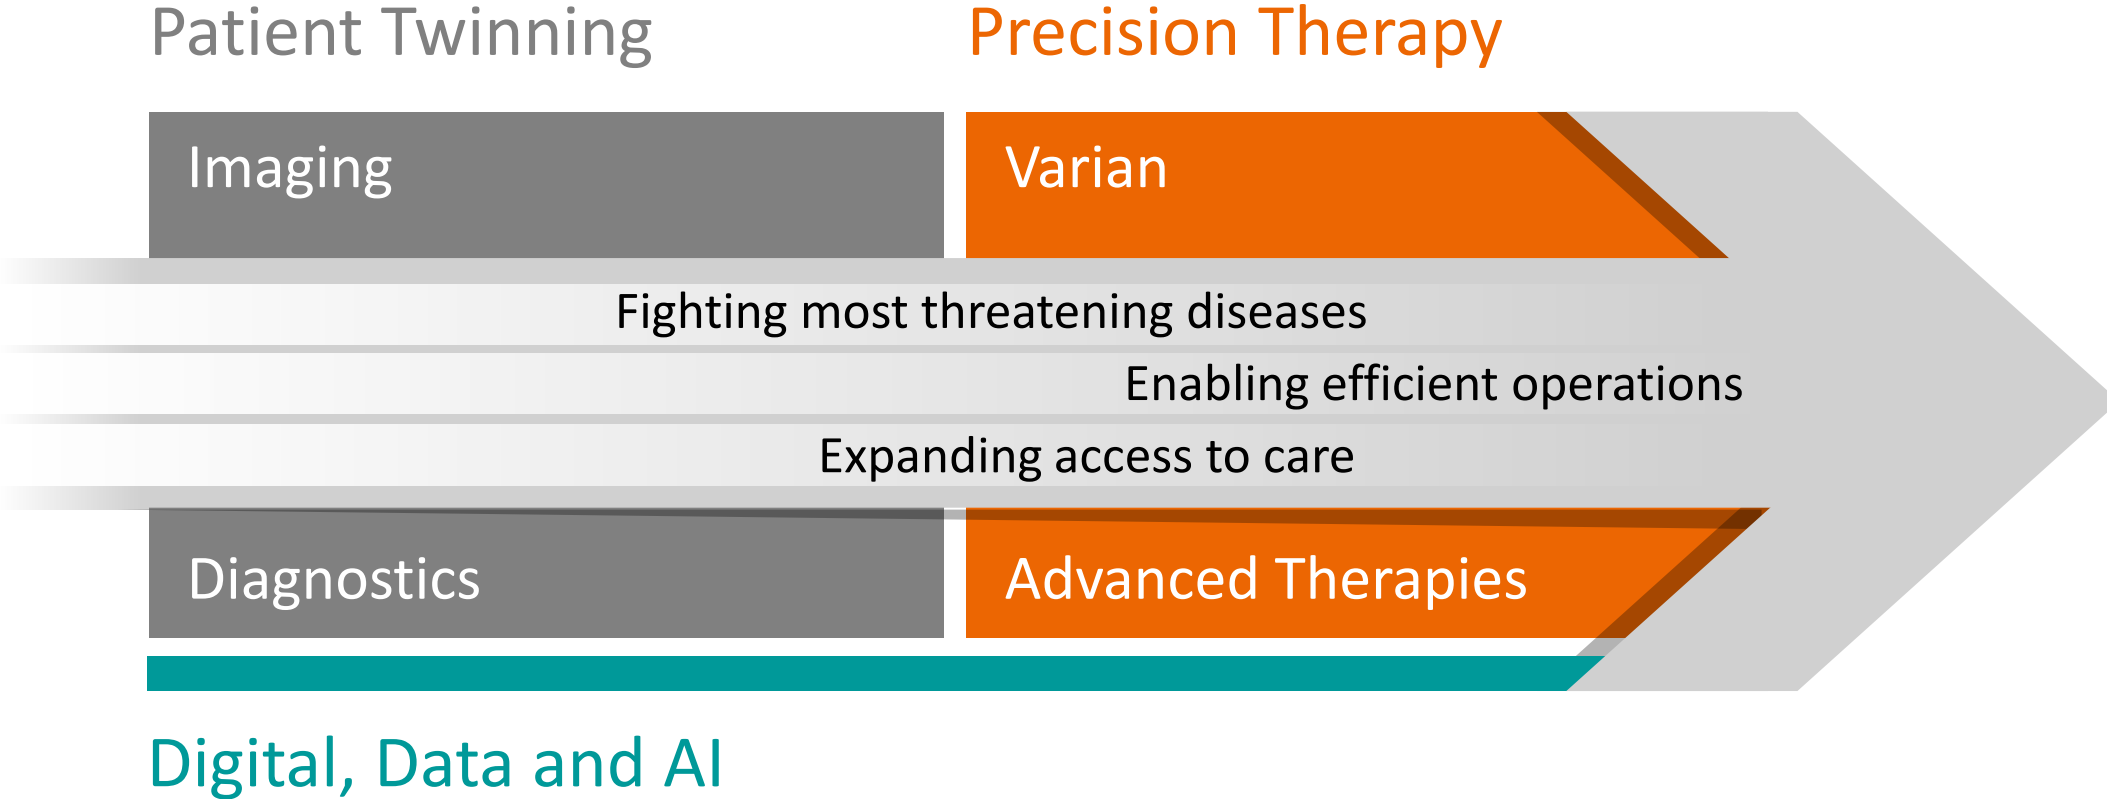 Patient Twinning
Precision Therapy
Imaging
Varian
Fighting most threatening diseases
Enabling efficient operations
Expanding access to care
Diagnostics
Advanced Therapies
Digital, Data and AI